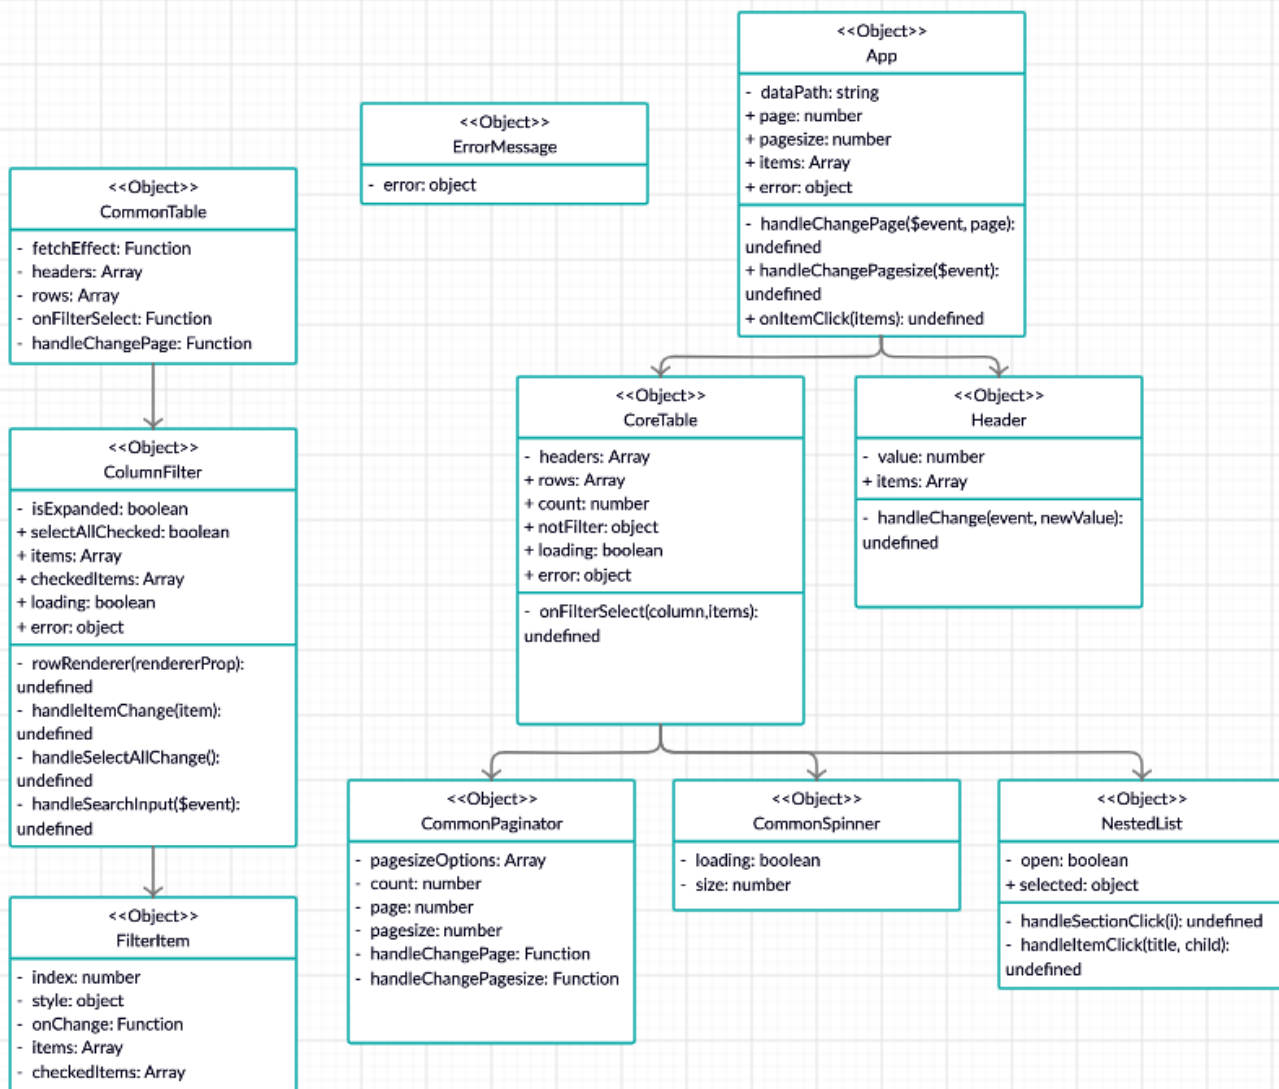 <<Object>>
App
- dataPath: string
+ page: number
+ pagesize: number
+ items: Array
+ error: object
- handleChangePage($event, page):
undefined
+ handleChangePagesize($event):
undefined
+ onItemClick(items): undefined
<<Object>>
ErrorMessage
- error: object
<<Object>>
CommonTable
- fetchEffect: Function
- headers: Array
- rows: Array
- onFilterSelect: Function
- handleChangePage: Function
<<Object>>
CoreTable
- headers: Array
+ rows: Array
+ count: number
+ notFilter: object
+ loading: boolean
+ error: object
- onFilterSelect(column,items):
undefined
<<Object>>
Header
- value: number
+ items: Array
- handleChange(event, newValue):
undefined
<<Object>>
ColumnFilter
- isExpanded: boolean
+ selectAllChecked: boolean
+ items: Array
+ checkedItems: Array
+ loading: boolean
+ error: object
- rowRenderer(rendererProp):
undefined
- handleItemChange(item):
undefined
- handleSelectAllChange():
undefined
- handleSearchInput($event):
undefined
<<Object>>
CommonPaginator
- pagesizeOptions: Array
- count: number
- page: number
- pagesize: number
- handleChangePage: Function
- handleChangePagesize: Function
<<Object>>
CommonSpinner
- loading: boolean
- size: number
<<Object>>
NestedList
- open: boolean
+ selected: object
- handleSectionClick(i): undefined
- handleItemClick(title, child):
undefined
<<Object>>
FilterItem
- index: number
- style: object
- onChange: Function
- items: Array
- checkedItems: Array